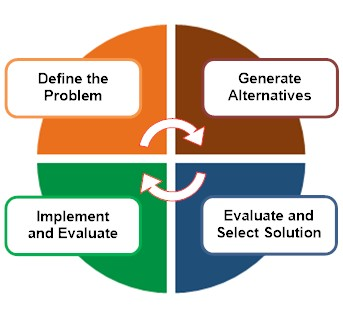 Define the
Problem
Generate
Alternatives
Implement
and Evaluate
Evaluate and
Select Solution